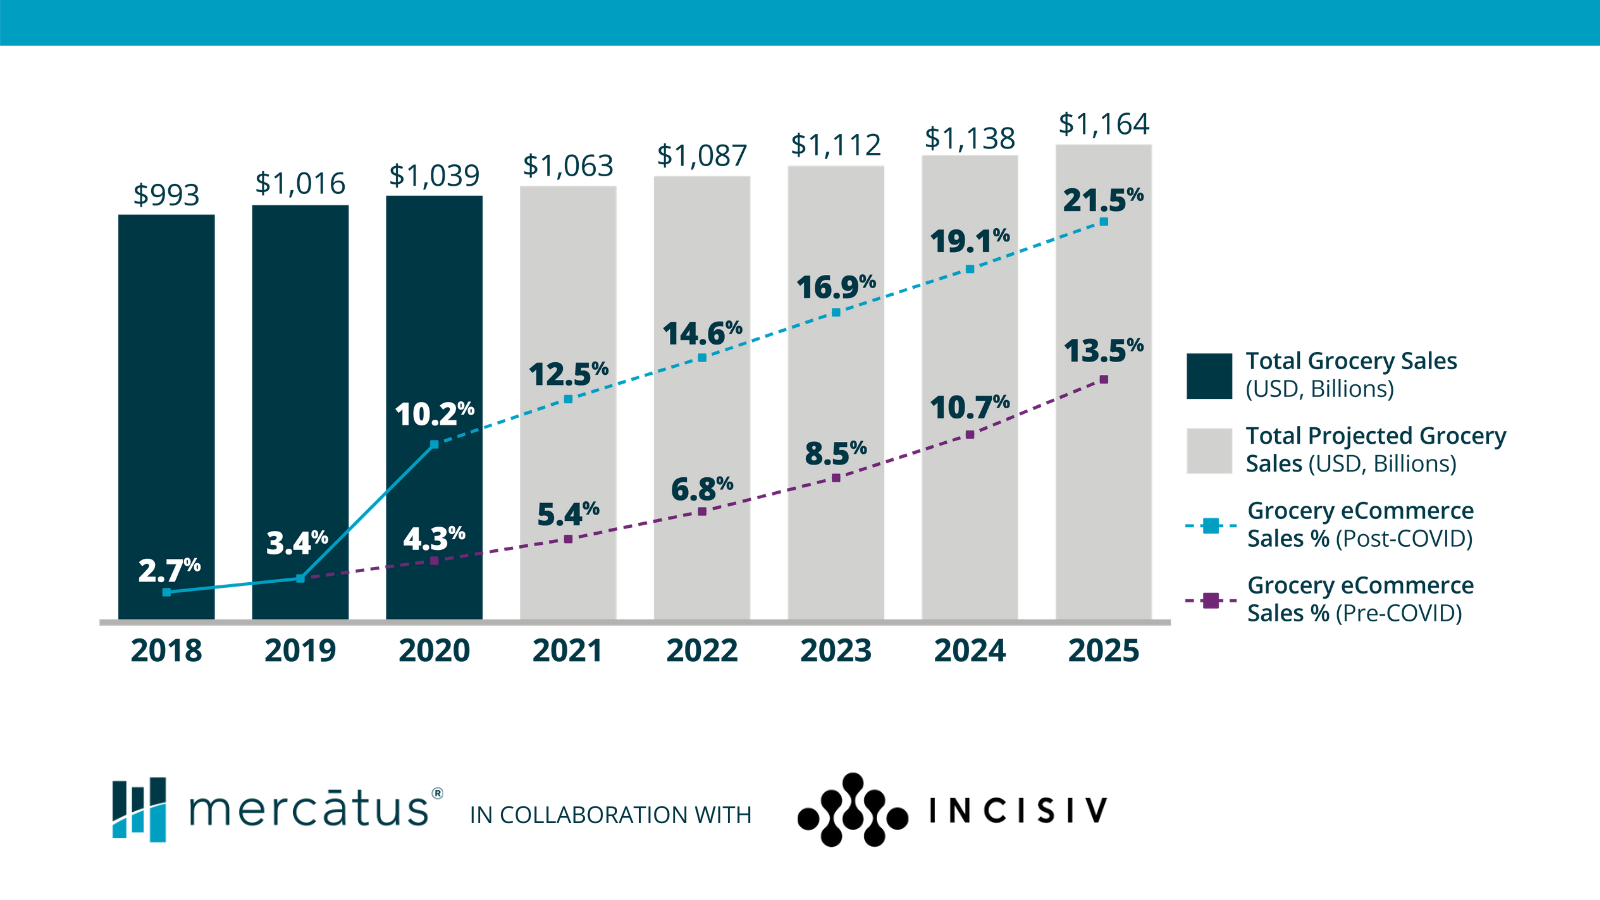 $993
$1,016
$1,039
$1,063
$1,087
$1,112
$1,138
$1,164
2.7%
3.4%
10.2%
12.5%
14.6%
16.9%
19.1%
21.5%
4.3%
5.4%
6.8%
8.5%
10.7%
13.5%
2018
2019
2020
2021
2022
2023
2024
2025
Total Grocery Sales
(USD, Billions)
Total Projected Grocery
Sales (USD, Billions)
Grocery eCommerce
Sales % (Post-COVID)
Grocery eCommerce
Sales % (Pre-COVID)
mercātus®
IN COLLABORATION WITH
INCISIV